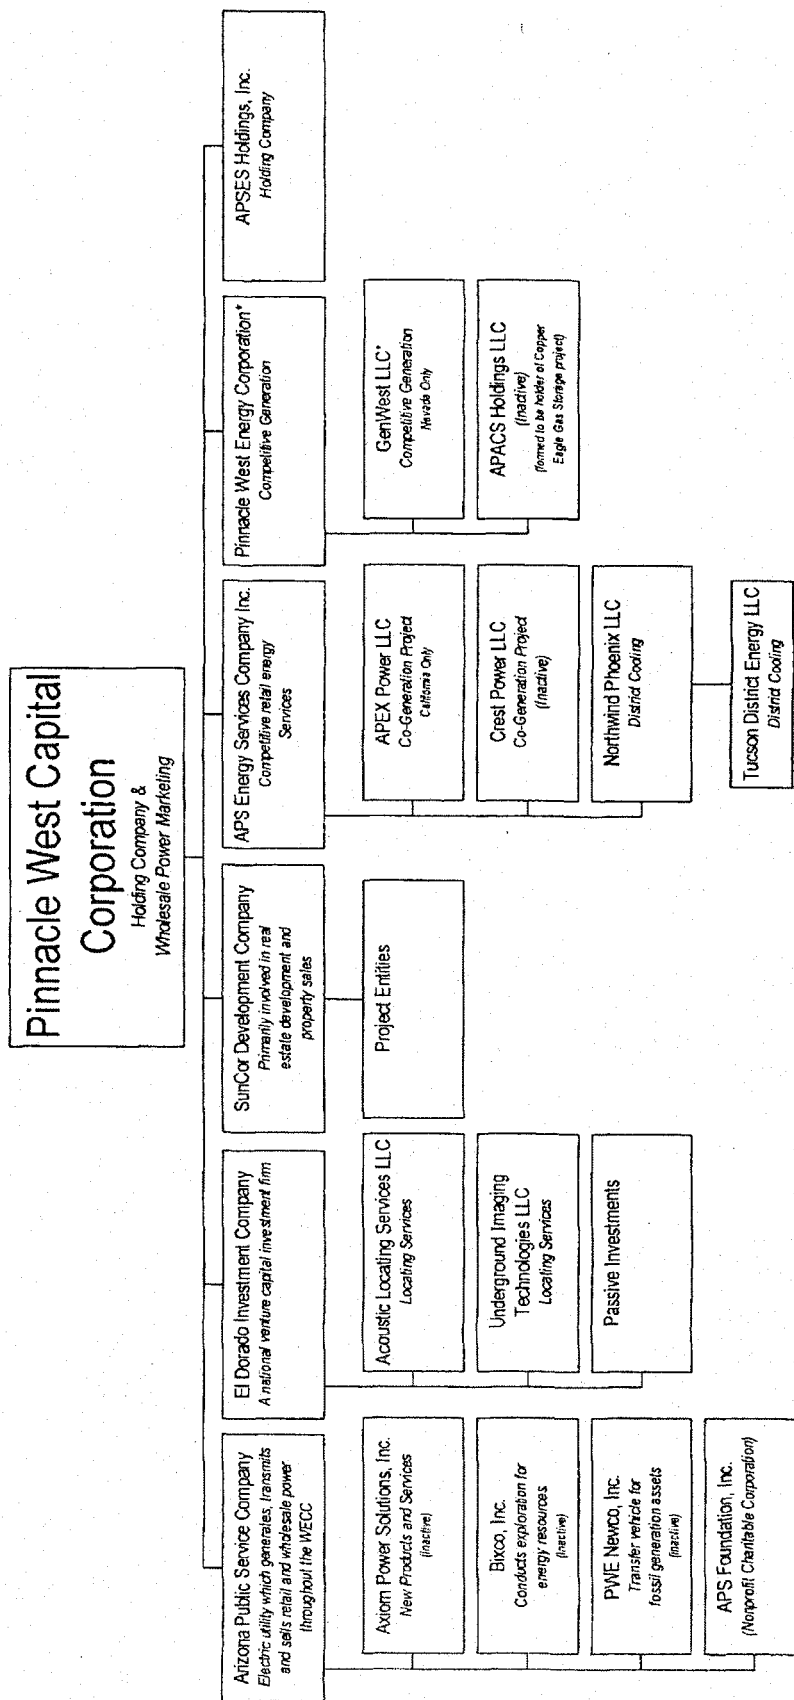 Pinnacle West Capital
Corporation
Holding Company &
Wholesale Power Marketing
Arizona Public Service Company
Electric utility which generates, transmits
and sells retail and wholesale power
throughout the WECC
Axiom Power Solutions, Inc.
New Products and Services
(inactive)
Bixco, Inc.
Conducts exploration for
energy resources
(Inactive)
PWE Newco, Inc.
Transfer vehicle for
fossil generation assets
(inactive)
APS Foundation, Inc.
(Nonprofit Charitable Corporation)
El Dorado Investment Company
A national venture capital investment firm
Acoustic Locating Services LLC
Locating Services
Underground Imaging
Technologies LLC
Locating Services
Passive Investments
SunCor Development Company
Primarily involved in real
estate development and
property sales
Project Entities
APS Energy Services Company Inc.
Competitive retail energy
Services
APEX Power LLC
Co-Generation Project
California Only
Crest Power LLC
Co-Generation Project
(Inactive)
Northwind Phoenix LLC
District Cooling
Tucson District Energy LLC
District Cooling
Pinnacle West Energy Corporation*
Competitive Generation
GenWest LLC*
Competitive Generation
Nevada Only
APACS Holdings LLC
(Inactive)
(formed to be holder of Copper
Eagle Gas Storage project)
APSES Holdings, Inc.
Holding Company